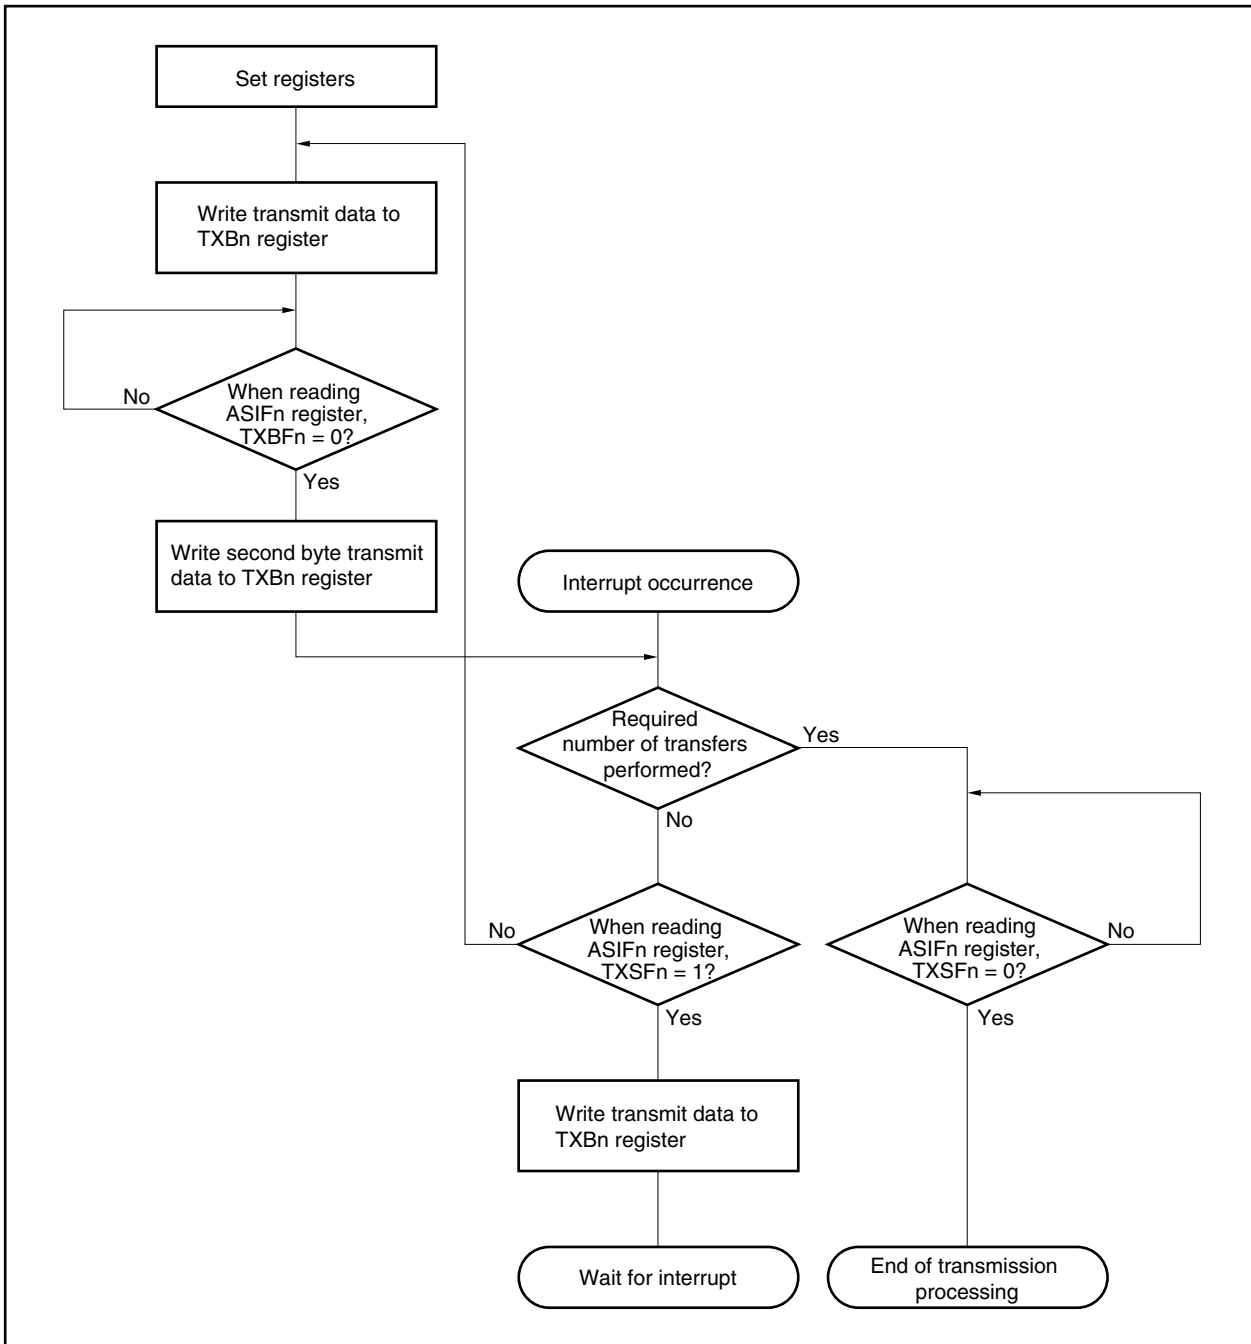 Set registers
Write transmit data to
TXBn register
No
When reading
ASIFn register,
TXBFn = 0?
Yes
Write second byte transmit
data to TXBn register
Interrupt occurrence
Required
number of transfers
performed?
Yes
No
No
When reading
ASIFn register,
TXSFn = 1?
Yes
When reading
ASIFn register,
TXSFn = 0?
No
Yes
Write transmit data to
TXBn register
Wait for interrupt
End of transmission
processing